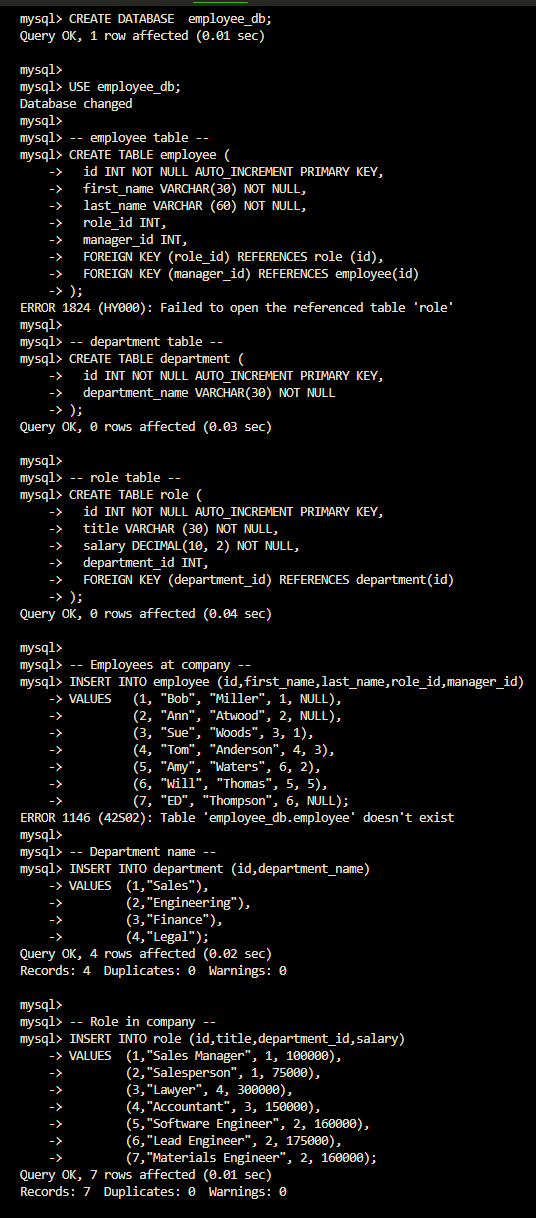 mysql> CREATE DATABASE  employee_db;
Query OK, 1 row affected (0.01 sec)

mysql>
mysql> USE employee_db;
Database changed
mysql>
mysql> -- employee table --
mysql> CREATE TABLE employee (
    ->   id INT NOT NULL AUTO_INCREMENT PRIMARY KEY,
    ->   first_name VARCHAR(30) NOT NULL,
    ->   last_name VARCHAR (60) NOT NULL,
    ->   role_id INT,
    ->   manager_id INT,
    ->   FOREIGN KEY (role_id) REFERENCES role (id),
    ->   FOREIGN KEY (manager_id) REFERENCES employee(id)
    -> );
ERROR 1824 (HY000): Failed to open the referenced table 'role'
mysql>
mysql> -- department table --
mysql> CREATE TABLE department (
    ->   id INT NOT NULL AUTO_INCREMENT PRIMARY KEY,
    ->   department_name VARCHAR(30) NOT NULL
    -> );
Query OK, 0 rows affected (0.03 sec)

mysql>
mysql> -- role table --
mysql> CREATE TABLE role (
    ->   id INT NOT NULL AUTO_INCREMENT PRIMARY KEY,
    ->   title VARCHAR (30) NOT NULL,
    ->   salary DECIMAL(10, 2) NOT NULL,
    ->   department_id INT,
    ->   FOREIGN KEY (department_id) REFERENCES department(id)
    -> );
Query OK, 0 rows affected (0.04 sec)

mysql>
mysql> -- Employees at company --
mysql> INSERT INTO employee (id,first_name,last_name,role_id,manager_id)
    -> VALUES   (1, "Bob", "Miller", 1, NULL),
    ->          (2, "Ann", "Atwood", 2, NULL),
    ->          (3, "Sue", "Woods", 3, 1),
    ->          (4, "Tom", "Anderson", 4, 3),
    ->          (5, "Amy", "Waters", 6, 2),
    ->          (6, "Will", "Thomas", 5, 5),
    ->          (7, "ED", "Thompson", 6, NULL);
ERROR 1146 (42S02): Table 'employee_db.employee' doesn't exist
mysql>
mysql> -- Department name --
mysql> INSERT INTO department (id,department_name)
    -> VALUES  (1,"Sales"),
    ->         (2,"Engineering"),
    ->         (3,"Finance"),
    ->         (4,"Legal");
Query OK, 4 rows affected (0.02 sec)
Records: 4  Duplicates: 0  Warnings: 0

mysql>
mysql> -- Role in company --
mysql> INSERT INTO role (id,title,department_id,salary)
    -> VALUES  (1,"Sales Manager", 1, 100000),
    ->         (2,"Salesperson", 1, 75000),
    ->         (3,"Lawyer", 4, 300000),
    ->         (4,"Accountant", 3, 150000),
    ->         (5,"Software Engineer", 2, 160000),
    ->         (6,"Lead Engineer", 2, 175000),
    ->         (7,"Materials Engineer", 2, 160000);
Query OK, 7 rows affected (0.01 sec)
Records: 7  Duplicates: 0  Warnings: 0